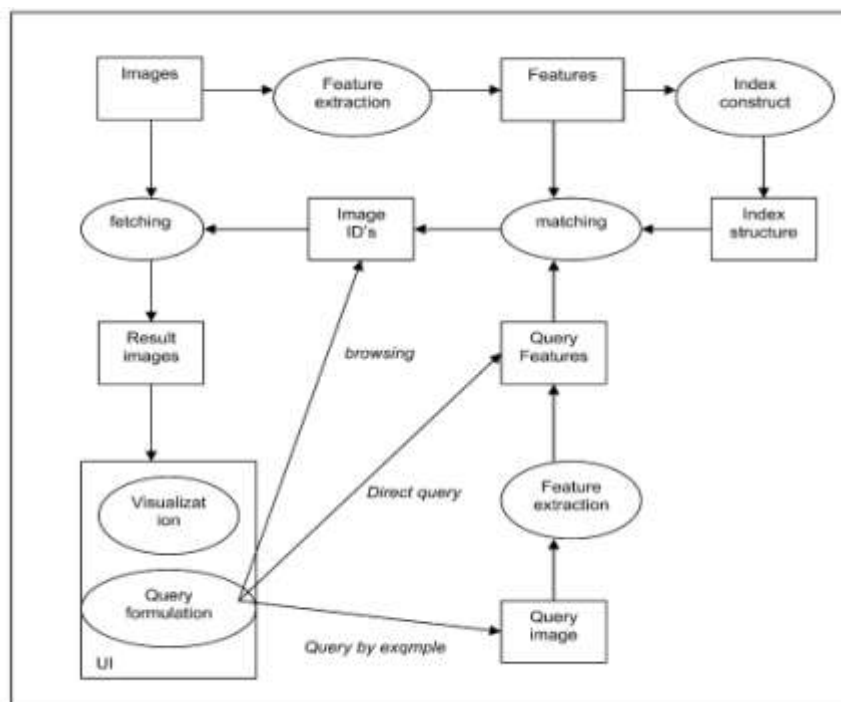 Images
Feature
extraction
Features
Index
construct
fetching
Image
ID's
matching
Index
structure
Result
images
browsing
Query
Features
Visualizat
ion
Direct query
Feature
extraction
Query
formulation
Query by exqmple
Query
image
UI